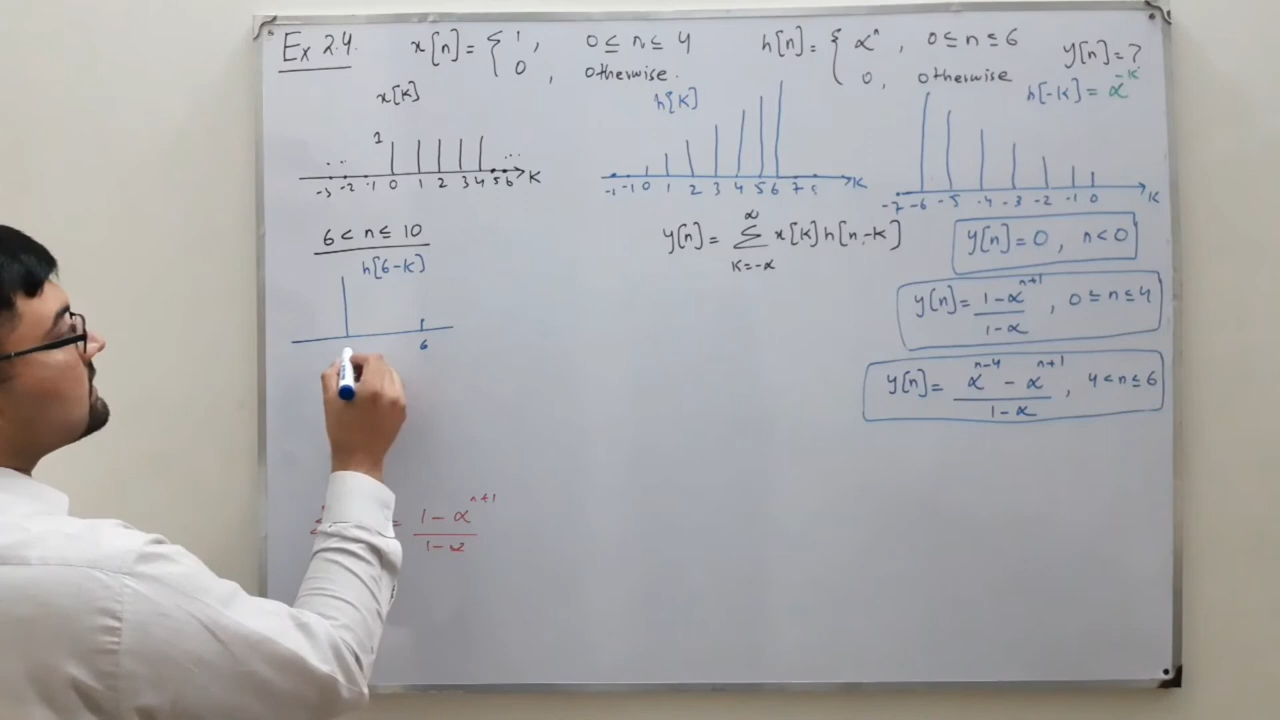 Ex 2.4. x[n] = { 1, 0 ≤ n ≤ 4 h[n] = { α^n, 0 ≤ n ≤ 6 y[n] = ?
0, otherwise. 0, otherwise
x[k] h[k] h[-k] = α^-k
1
... ...
-3 -2 -1 0 1 2 3 4 5 6 k
-1 -1 0 1 2 3 4 5 6 7 k
-7 -6 -5 -4 -3 -2 -1 0 k
6 < n ≤ 10
y[n] = Σ x[k] h[n-k]
∞
k=-∞
y[n] = 0, n < 0
h[6-k]
6
y[n] = (1-α^n+1)/(1-α), 0 ≤ n ≤ 4
y[n] = (α^n-4 - α^n+1)/(1-α), 4 < n ≤ 6
= (1-α^n+1)/(1-α)